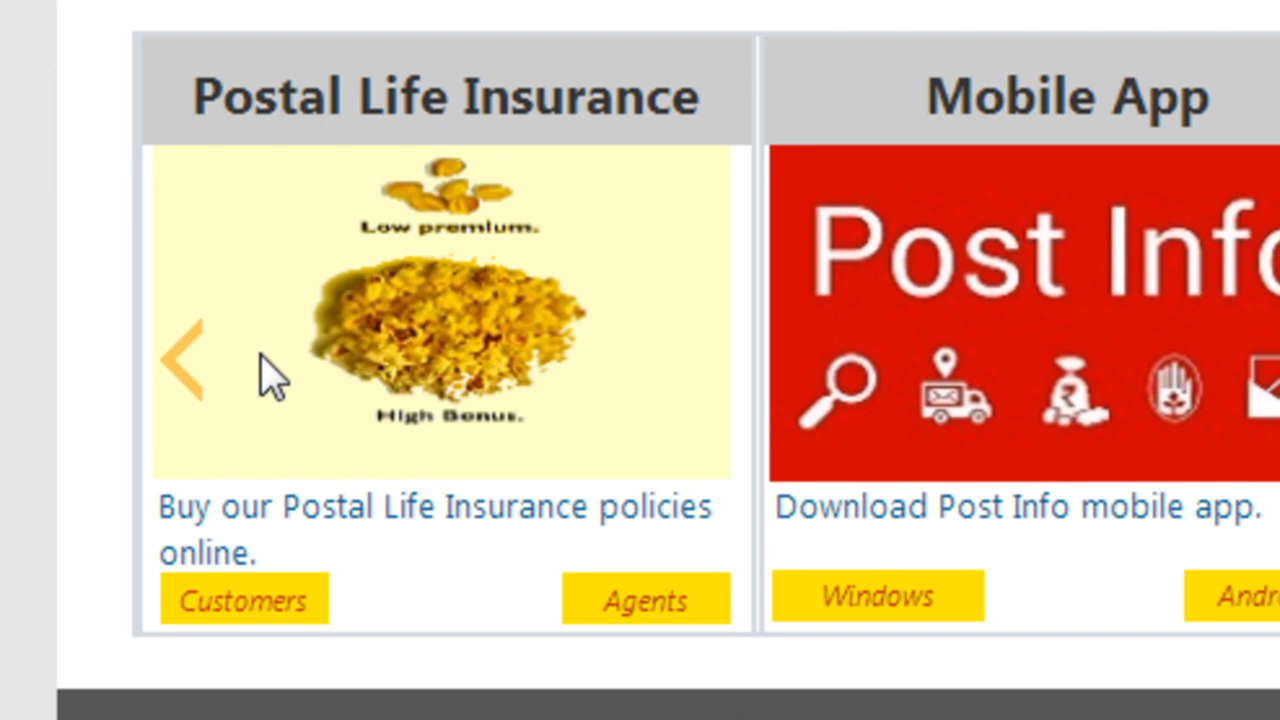 Postal Life Insurance
Low premium.
High Bonus.
Buy our Postal Life Insurance policies
online.
Customers
Agents
Mobile App
Post Info
Download Post Info mobile app.
Windows
Andr